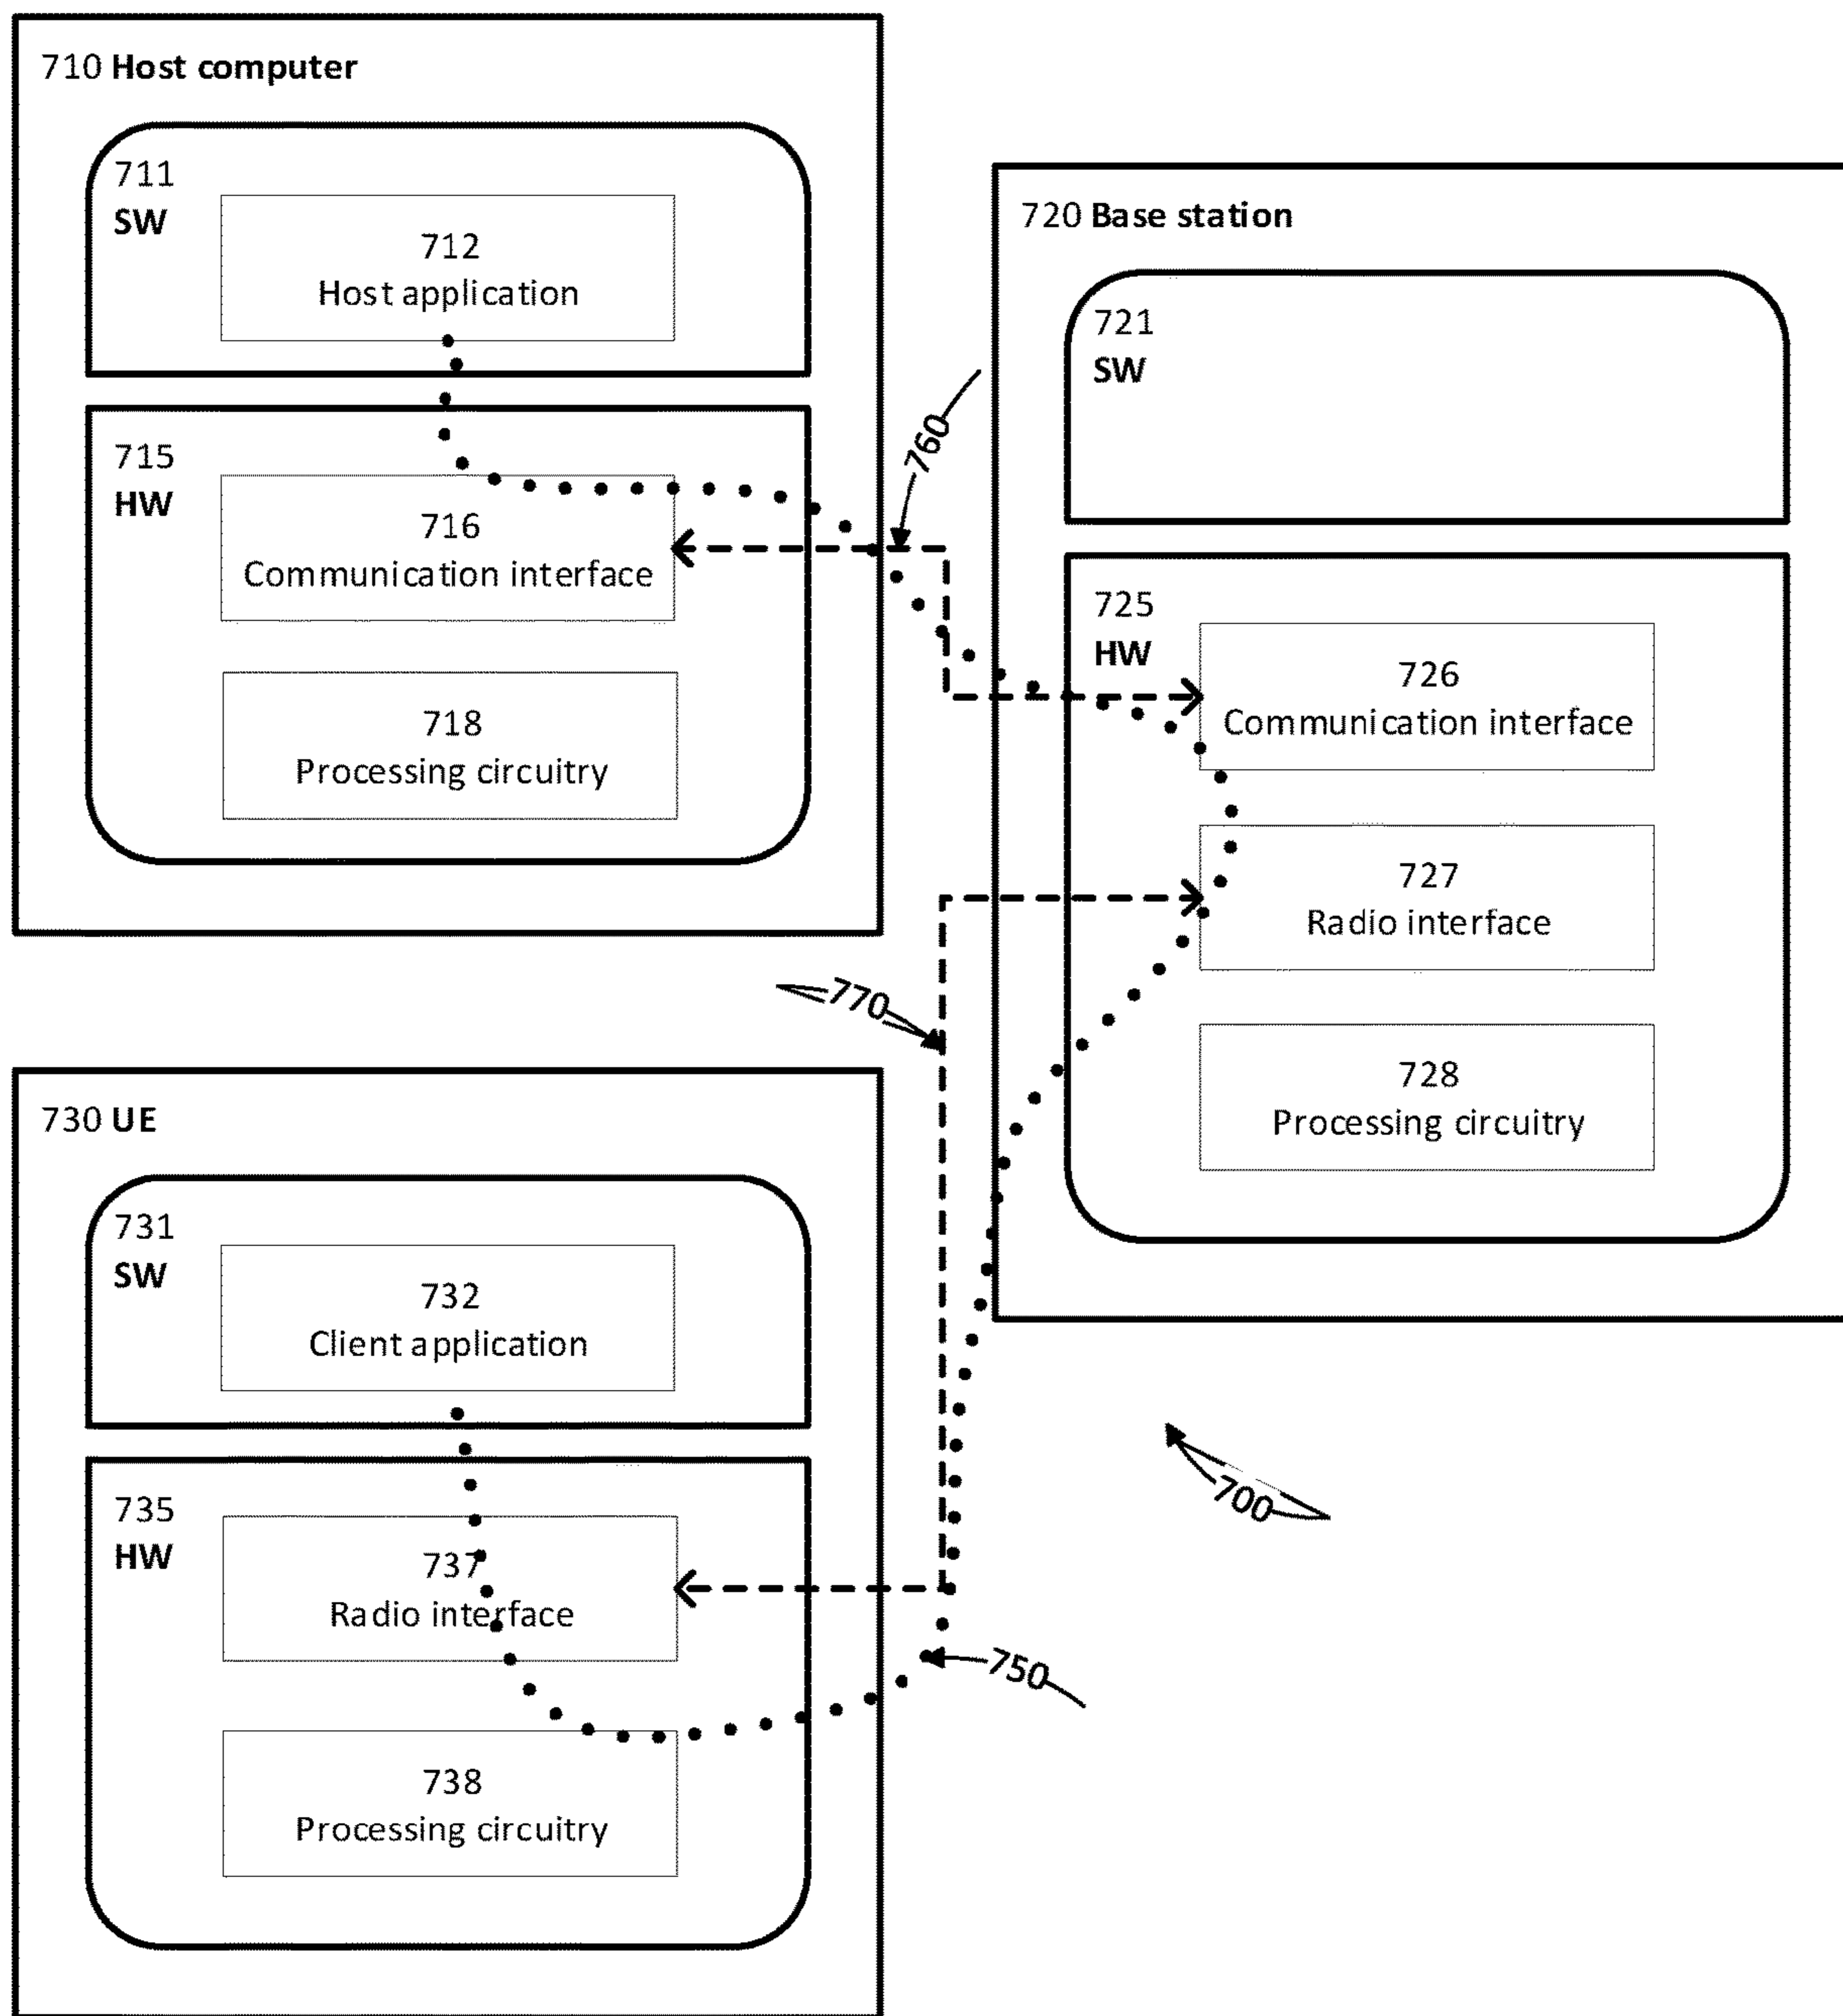 710 Host computer
711
SW
712
Host application
715
HW
716
Communication interface
718
Processing circuitry
760
720 Base station
721
SW
725
HW
726
Communication interface
727
Radio interface
728
Processing circuitry
770
730 UE
731
SW
732
Client application
735
HW
737
Radio interface
738
Processing circuitry
700
750